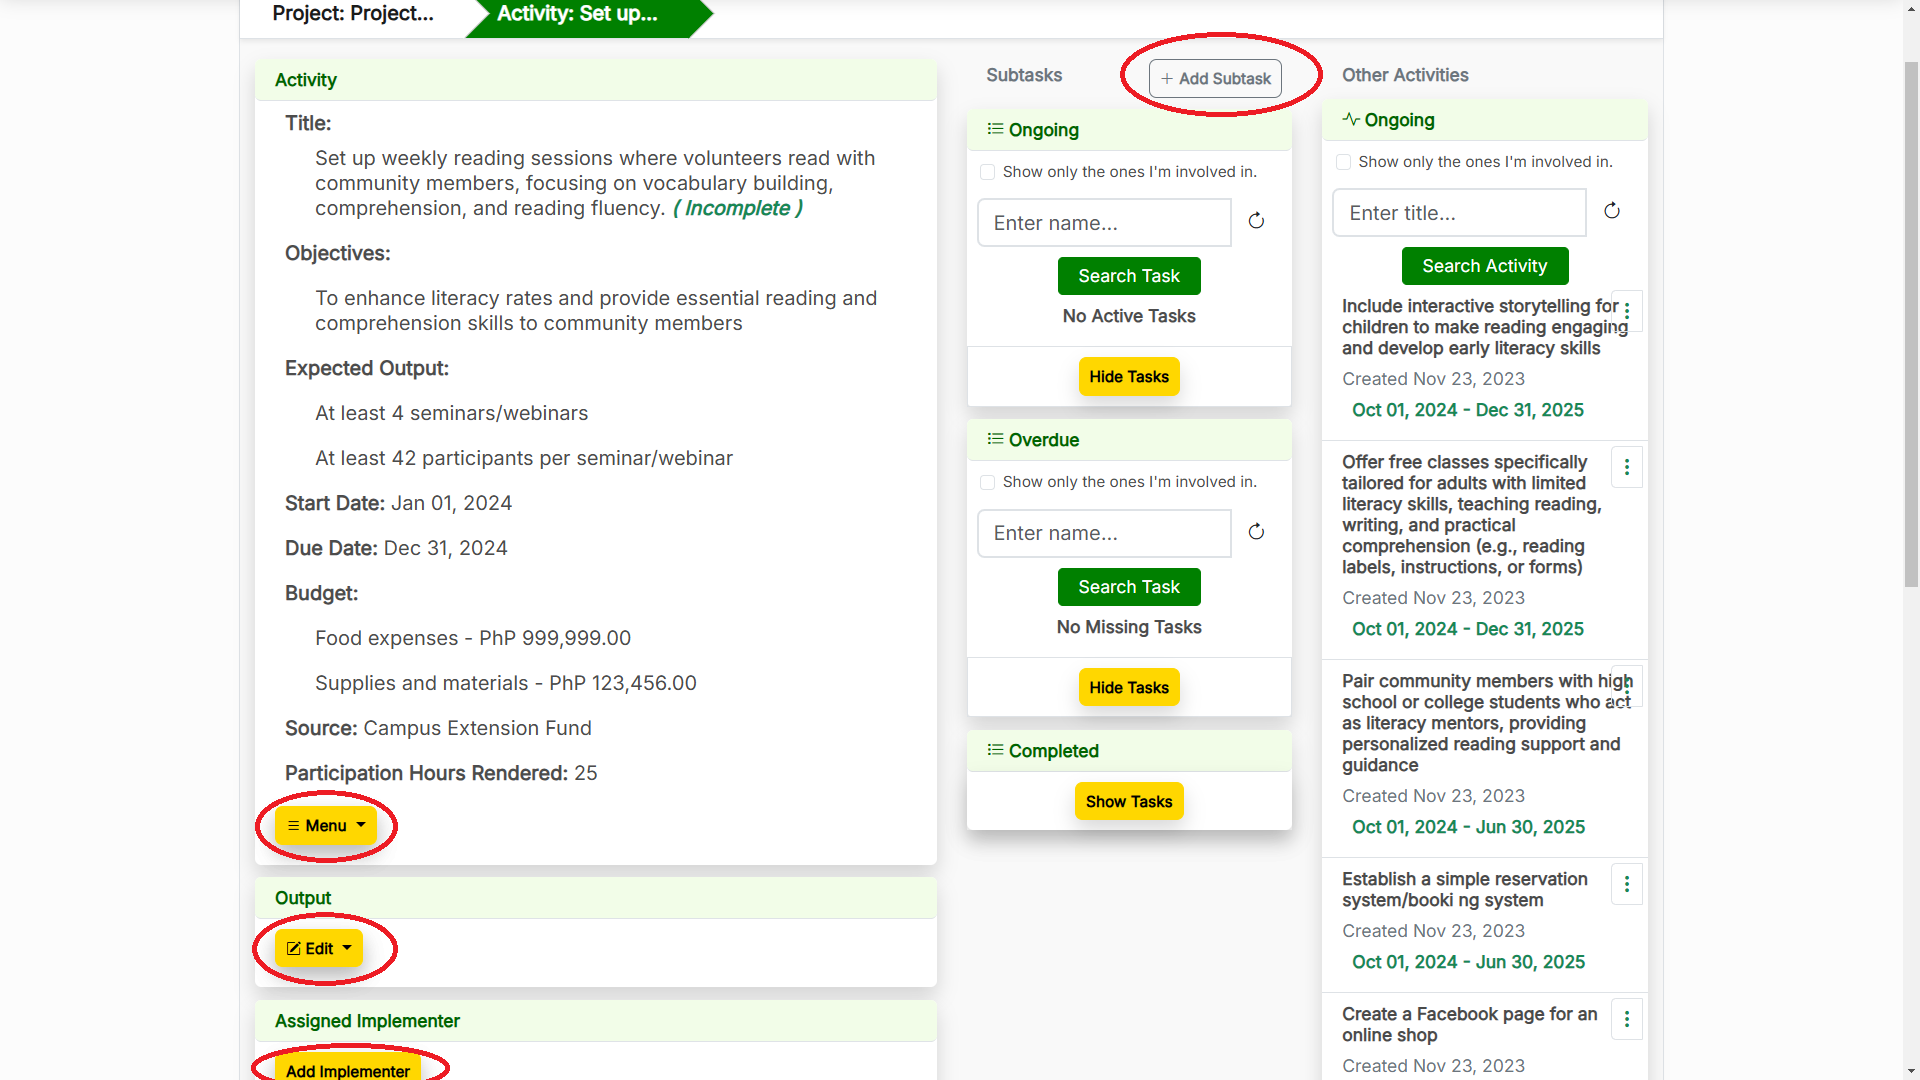 Project: Project...
Activity: Set up...
Activity
Title:
Set up weekly reading sessions where volunteers read with
community members, focusing on vocabulary building,
comprehension, and reading fluency. ( Incomplete )
Objectives:
To enhance literacy rates and provide essential reading and
comprehension skills to community members
Expected Output:
At least 4 seminars/webinars
At least 42 participants per seminar/webinar
Start Date: Jan 01, 2024
Due Date: Dec 31, 2024
Budget:
Food expenses - PhP 999,999.00
Supplies and materials - PhP 123,456.00
Source: Campus Extension Fund
Participation Hours Rendered: 25
Menu
Output
Edit
Assigned Implementer
Add Implementer
Subtasks
+ Add Subtask
Ongoing
Show only the ones I'm involved in.
Enter name...
Search Task
No Active Tasks
Hide Tasks
Overdue
Show only the ones I'm involved in.
Enter name...
Search Task
No Missing Tasks
Hide Tasks
Completed
Show Tasks
Other Activities
Ongoing
Show only the ones I'm involved in.
Enter title...
Search Activity
Include interactive storytelling for
children to make reading engaging
and develop early literacy skills
Created Nov 23, 2023
Oct 01, 2024 - Dec 31, 2025
Offer free classes specifically
tailored for adults with limited
literacy skills, teaching reading,
writing, and practical
comprehension (e.g., reading
labels, instructions, or forms)
Created Nov 23, 2023
Oct 01, 2024 - Dec 31, 2025
Pair community members with high
school or college students who act
as literacy mentors, providing
personalized reading support and
guidance
Created Nov 23, 2023
Oct 01, 2024 - Jun 30, 2025
Establish a simple reservation
system/booki ng system
Created Nov 23, 2023
Oct 01, 2024 - Jun 30, 2025
Create a Facebook page for an
online shop
Created Nov 23, 2023